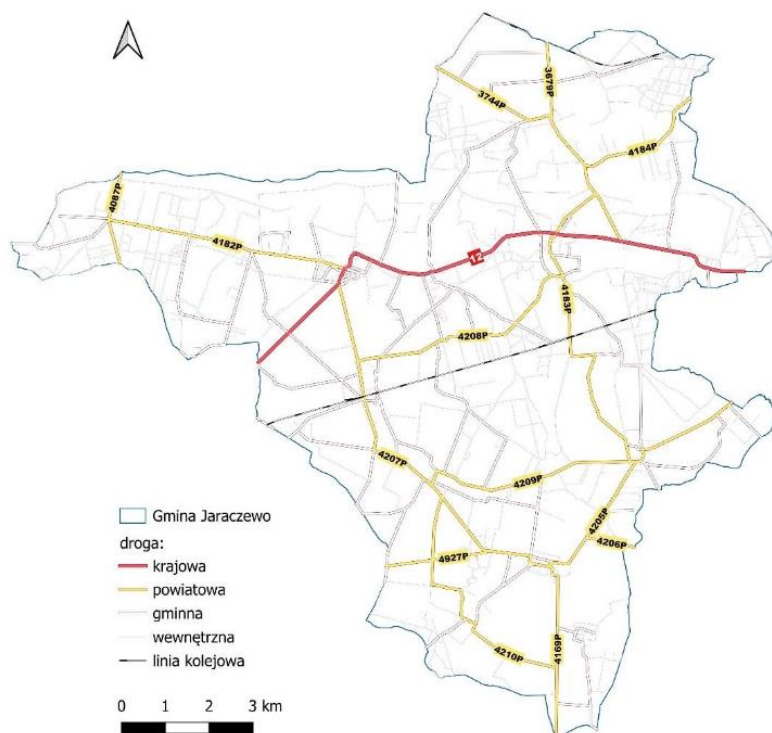 3679P
3744P
4184P
4087P
4182P
12
4183P
4208P
4207P
4209P
4205P
4206P
4927P
4210P
4169P
Gmina Jaraczewo
droga:
krajowa
powiatowa
gminna
wewnętrzna
linia kolejowa
0 1 2 3 km